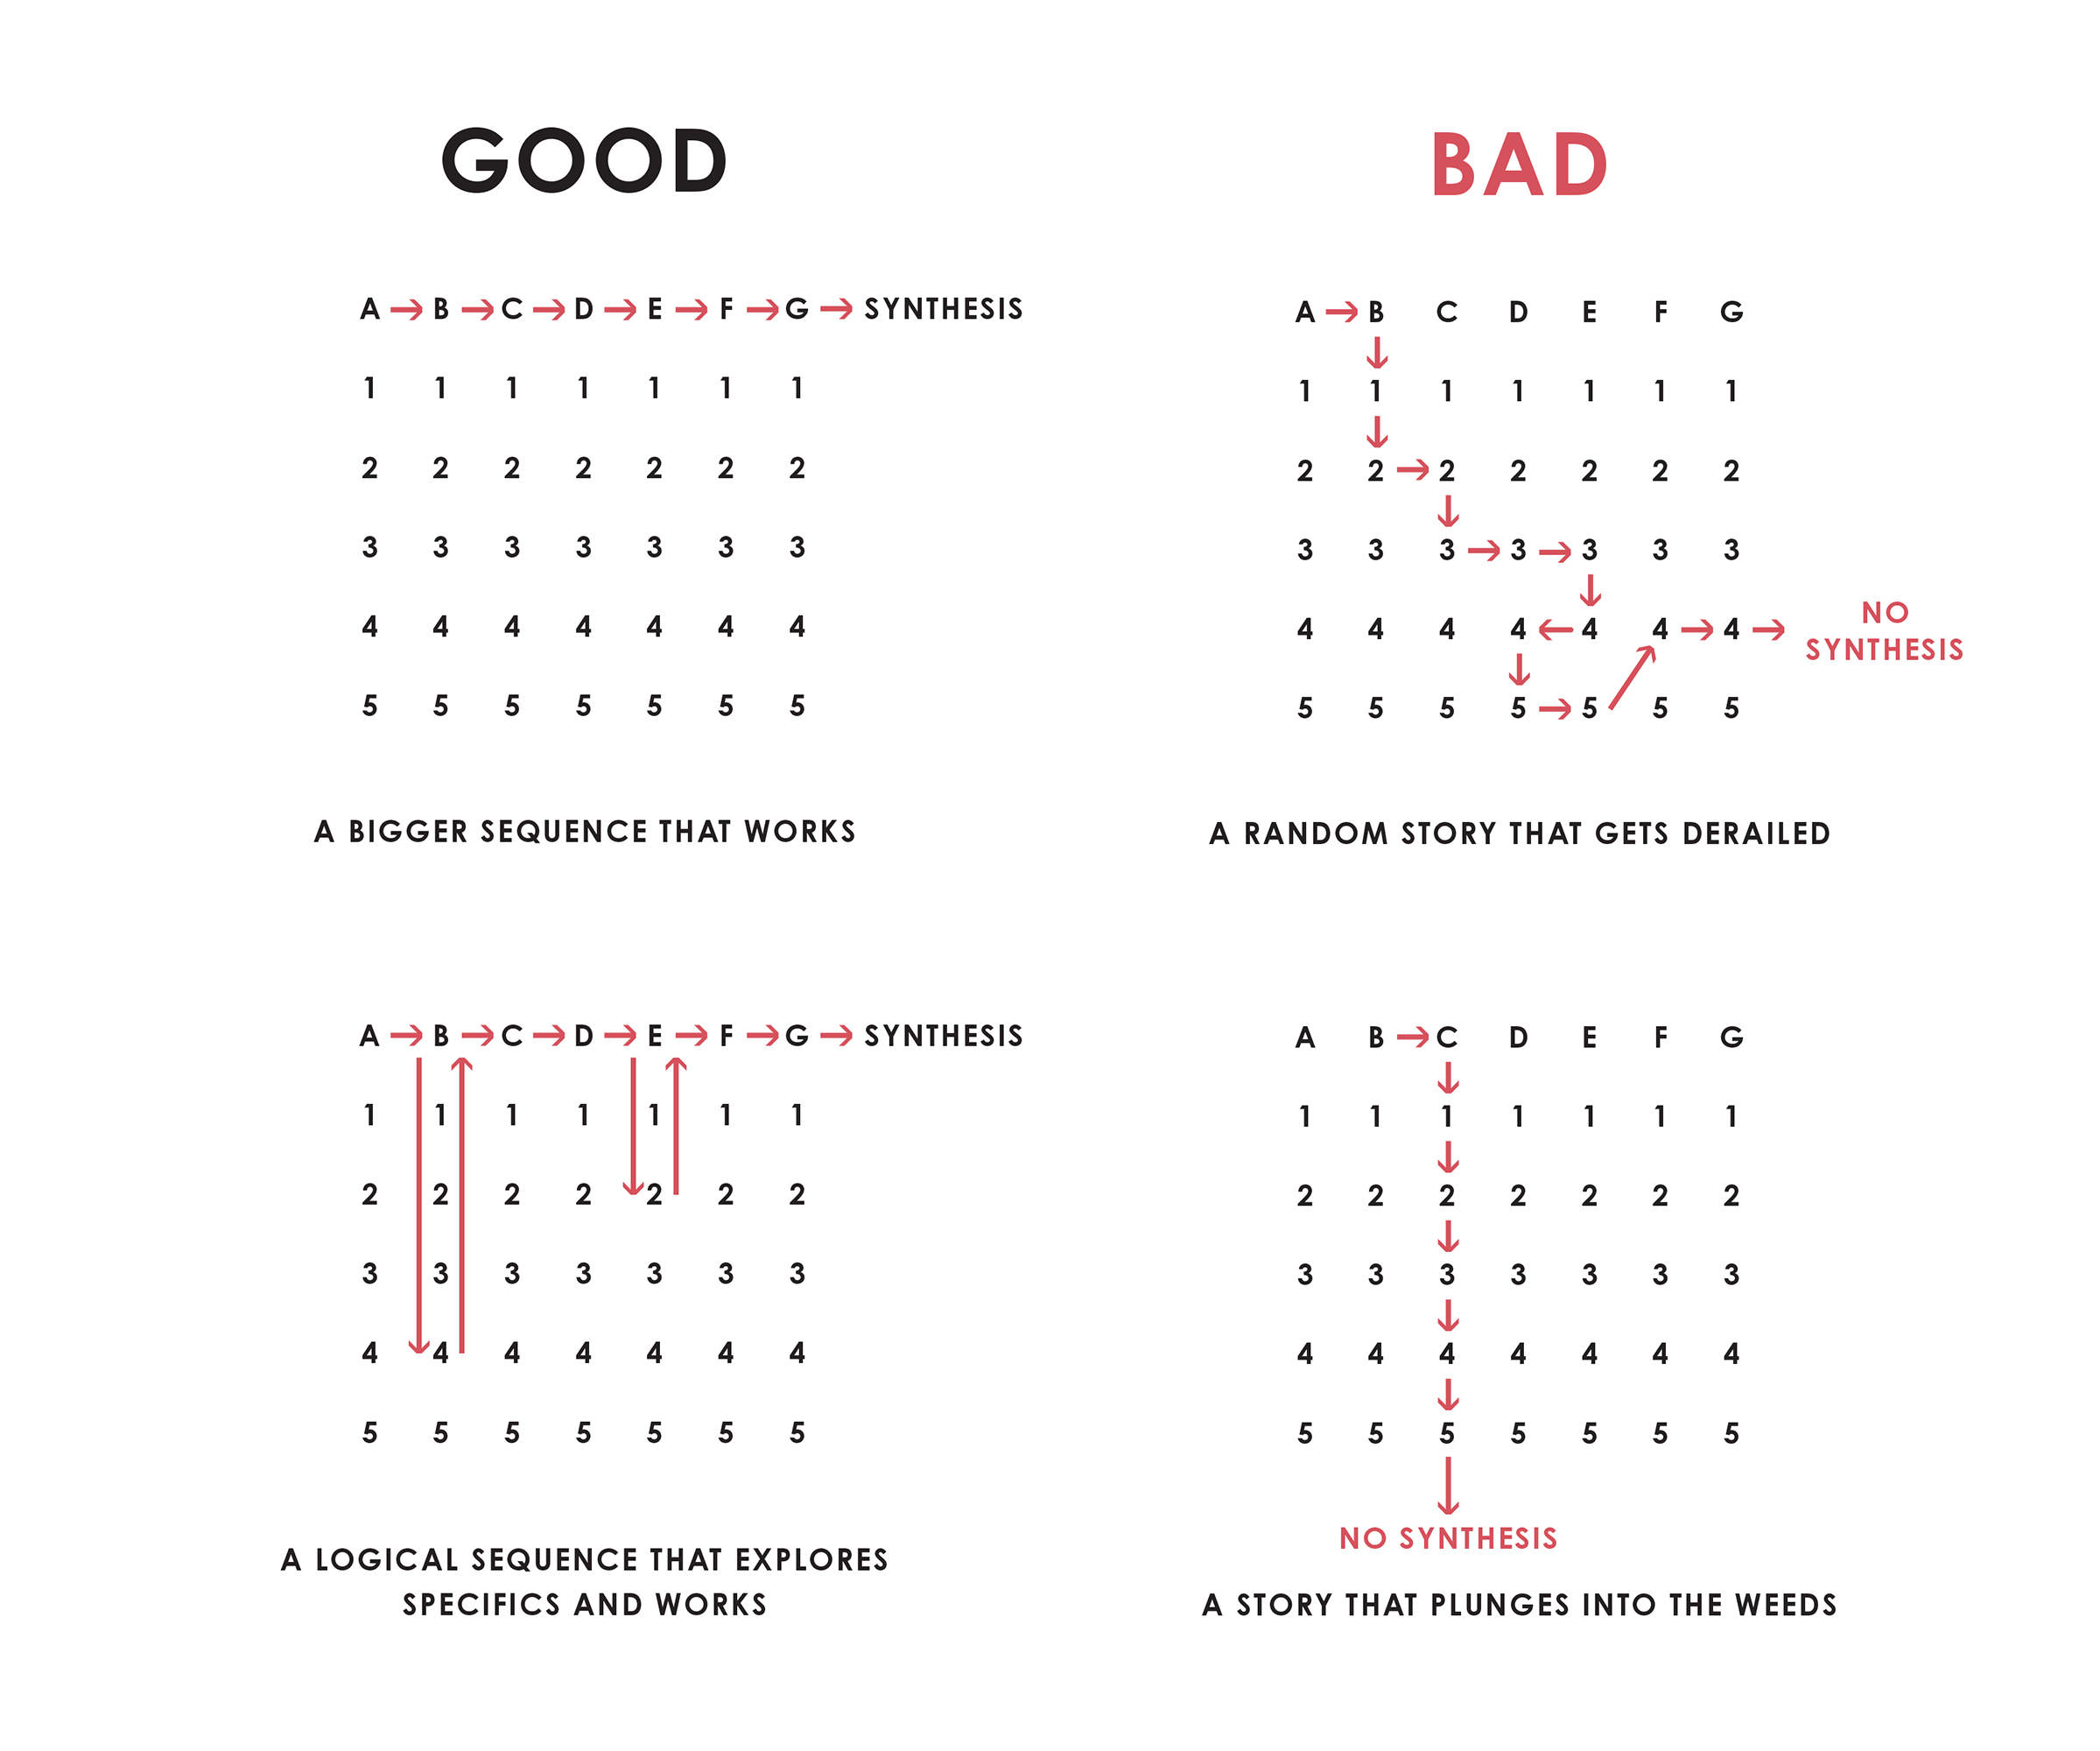 GOOD
A → B → C → D → E → F → G → SYNTHESIS
1 1 1 1 1 1 1
2 2 2 2 2 2 2
3 3 3 3 3 3 3
4 4 4 4 4 4 4
5 5 5 5 5 5 5
A BIGGER SEQUENCE THAT WORKS
BAD
A → B C D E F G
1 1 1 1 1 1 1
2 2 → 2 2 2 2 2
3 3 3 → 3 → 3 3 3
4 4 4 4 ← 4 4 → 4 → NO
SYNTHESIS
5 5 5 5 → 5 5 5
A RANDOM STORY THAT GETS DERAILED
A → B → C → D → E → F → G → SYNTHESIS
1 1 1 1 1 1 1
2 2 2 2 2 2 2
3 3 3 3 3 3 3
4 4 4 4 4 4 4
5 5 5 5 5 5 5
A LOGICAL SEQUENCE THAT EXPLORES
SPECIFICS AND WORKS
A B → C D E F G
1 1 1 1 1 1 1
2 2 2 2 2 2 2
3 3 3 3 3 3 3
4 4 4 4 4 4 4
5 5 5 5 5 5 5
NO SYNTHESIS
A STORY THAT PLUNGES INTO THE WEEDS